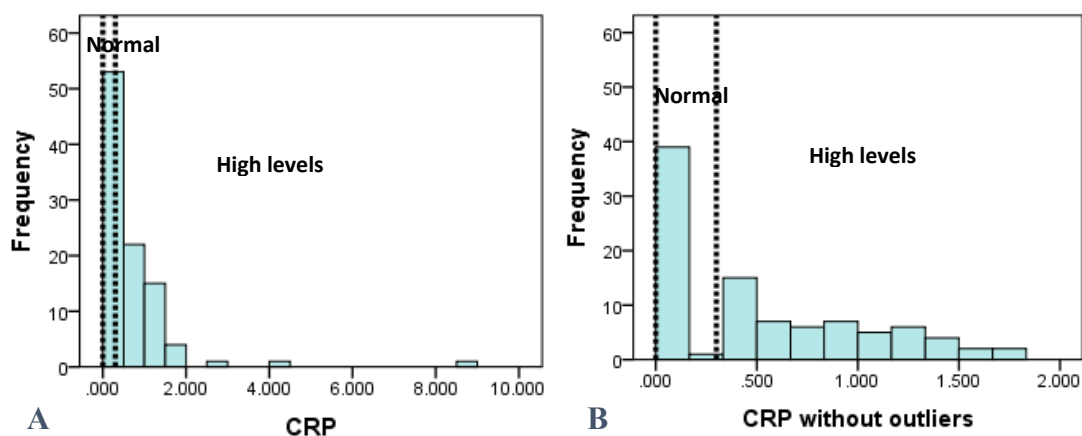 60
50
40
30
20
10
0
Frequency
Normal
High levels
.000 2.000 4.000 6.000 8.000 10.000
CRP
A
60
50
40
30
20
10
0
Frequency
Normal
High levels
.000 .500 1.000 1.500 2.000
CRP without outliers
B